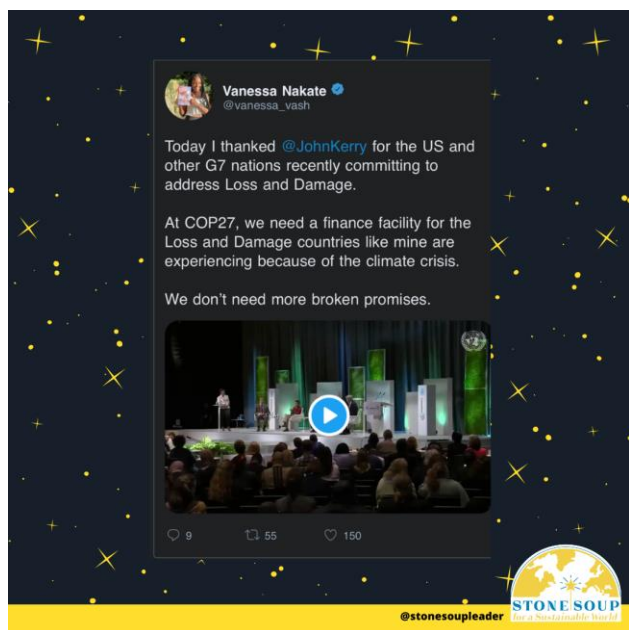 Vanessa Nakate
@vanessa_vash
Today I thanked @JohnKerry for the US and
other G7 nations recently committing to
address Loss and Damage.
At COP27, we need a finance facility for the
Loss and Damage countries like mine are
experiencing because of the climate crisis.
We don't need more broken promises.
9 55 150
@stonesoupleader
STONE SOUP
for a Sustainable World